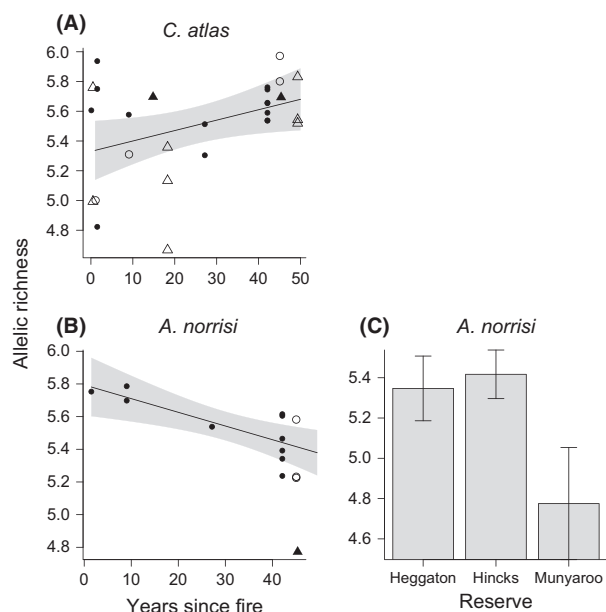 (A) C. atlas
6.0
5.8
5.6
5.4
5.2
5.0
4.8
0 10 20 30 40 50
Allelic richness
(B) A. norrisi
6.0
5.8
5.6
5.4
5.2
5.0
4.8
0 10 20 30 40
Years since fire
(C) A. norrisi
5.4
5.2
5.0
4.8
4.6
Heggaton Hincks Munyaroo
Reserve